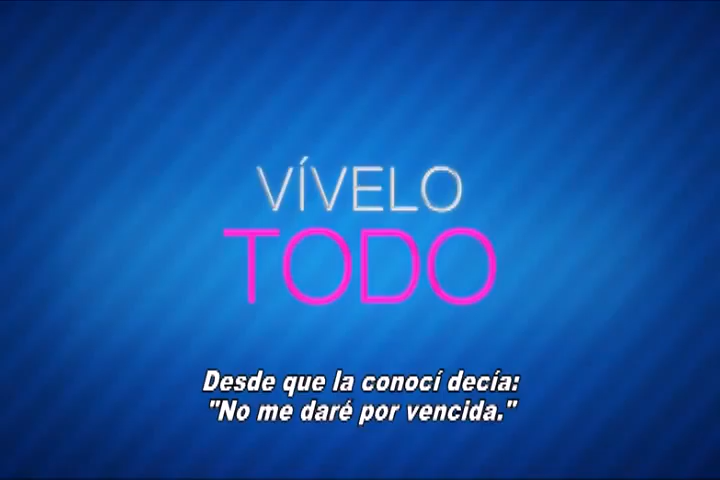 VÍVELO
TODO
Desde que la conocí decía:
"No me daré por vencida."